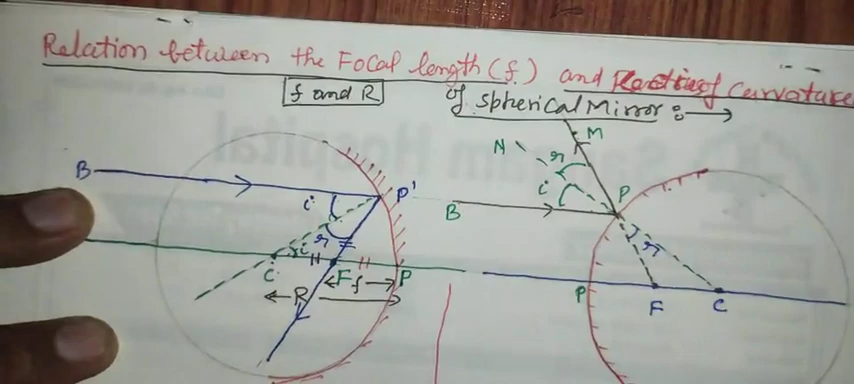 Relation between the Focal length (f) and Radius of Curvature
f and R
of Spherical Mirror :→
M
N
r
B
P'
i
P
i
B
r
i
C
F
P
f
R
r
P
F
C